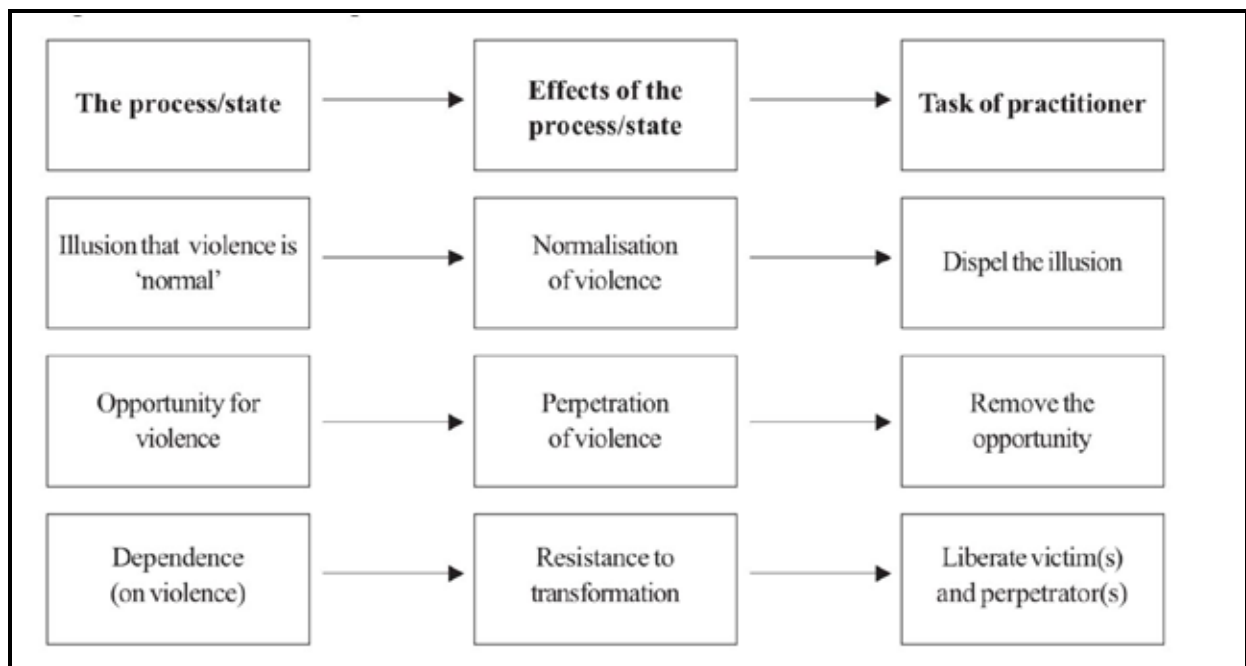 The process/state
Effects of the
process/state
Task of practitioner
Illusion that violence is
‘normal’
Normalisation
of violence
Dispel the illusion
Opportunity for
violence
Perpetration
of violence
Remove the
opportunity
Dependence
(on violence)
Resistance to
transformation
Liberate victim(s)
and perpetrator(s)